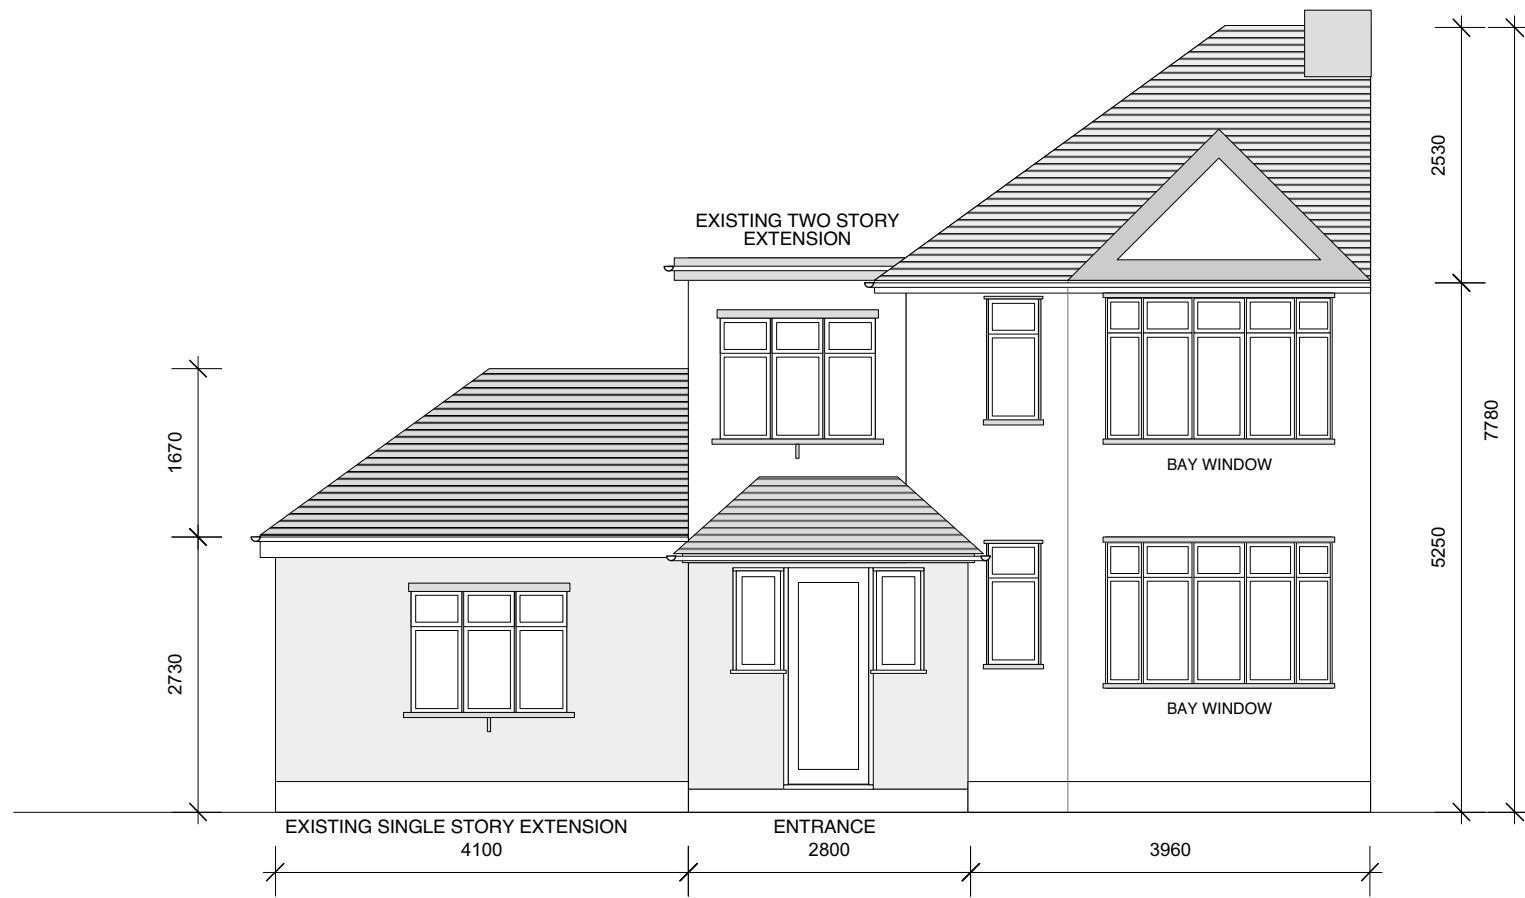 EXISTING TWO STORY
EXTENSION
2530
7780
1670
BAY WINDOW
5250
2730
BAY WINDOW
EXISTING SINGLE STORY EXTENSION
ENTRANCE
4100
2800
3960